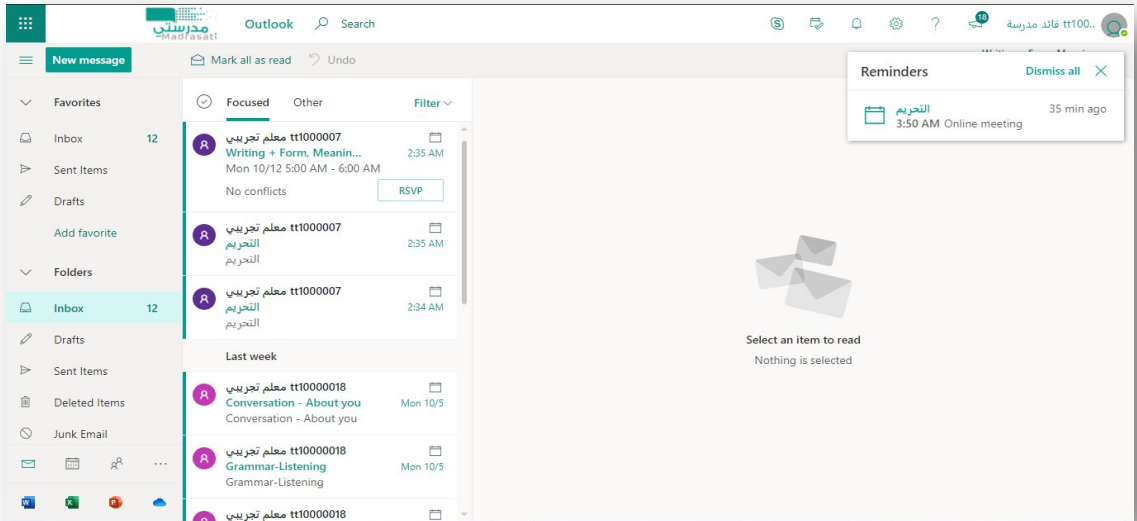 مدرستي
Madrasati
Outlook
Search
18
tt100.. قائد مدرسة
New message
Mark all as read
Undo
Reminders
Dismiss all
التحريم
35 min ago
3:50 AM Online meeting
Favorites
Inbox 12
Sent Items
Drafts
Add favorite
Folders
Inbox 12
Drafts
Sent Items
Deleted Items
Junk Email
Focused
Other
Filter
tt1000007 معلم تجريبي
Writing + Form, Meanin...
2:35 AM
Mon 10/12 5:00 AM - 6:00 AM
No conflicts
RSVP
tt1000007 معلم تجريبي
التحريم
2:35 AM
التحريم
tt1000007 معلم تجريبي
التحريم
2:34 AM
التحريم
Last week
tt10000018 معلم تجريبي
Conversation - About you
Mon 10/5
Conversation - About you
tt10000018 معلم تجريبي
Grammar-Listening
Mon 10/5
Grammar-Listening
tt10000018 معلم تجريبي
Select an item to read
Nothing is selected